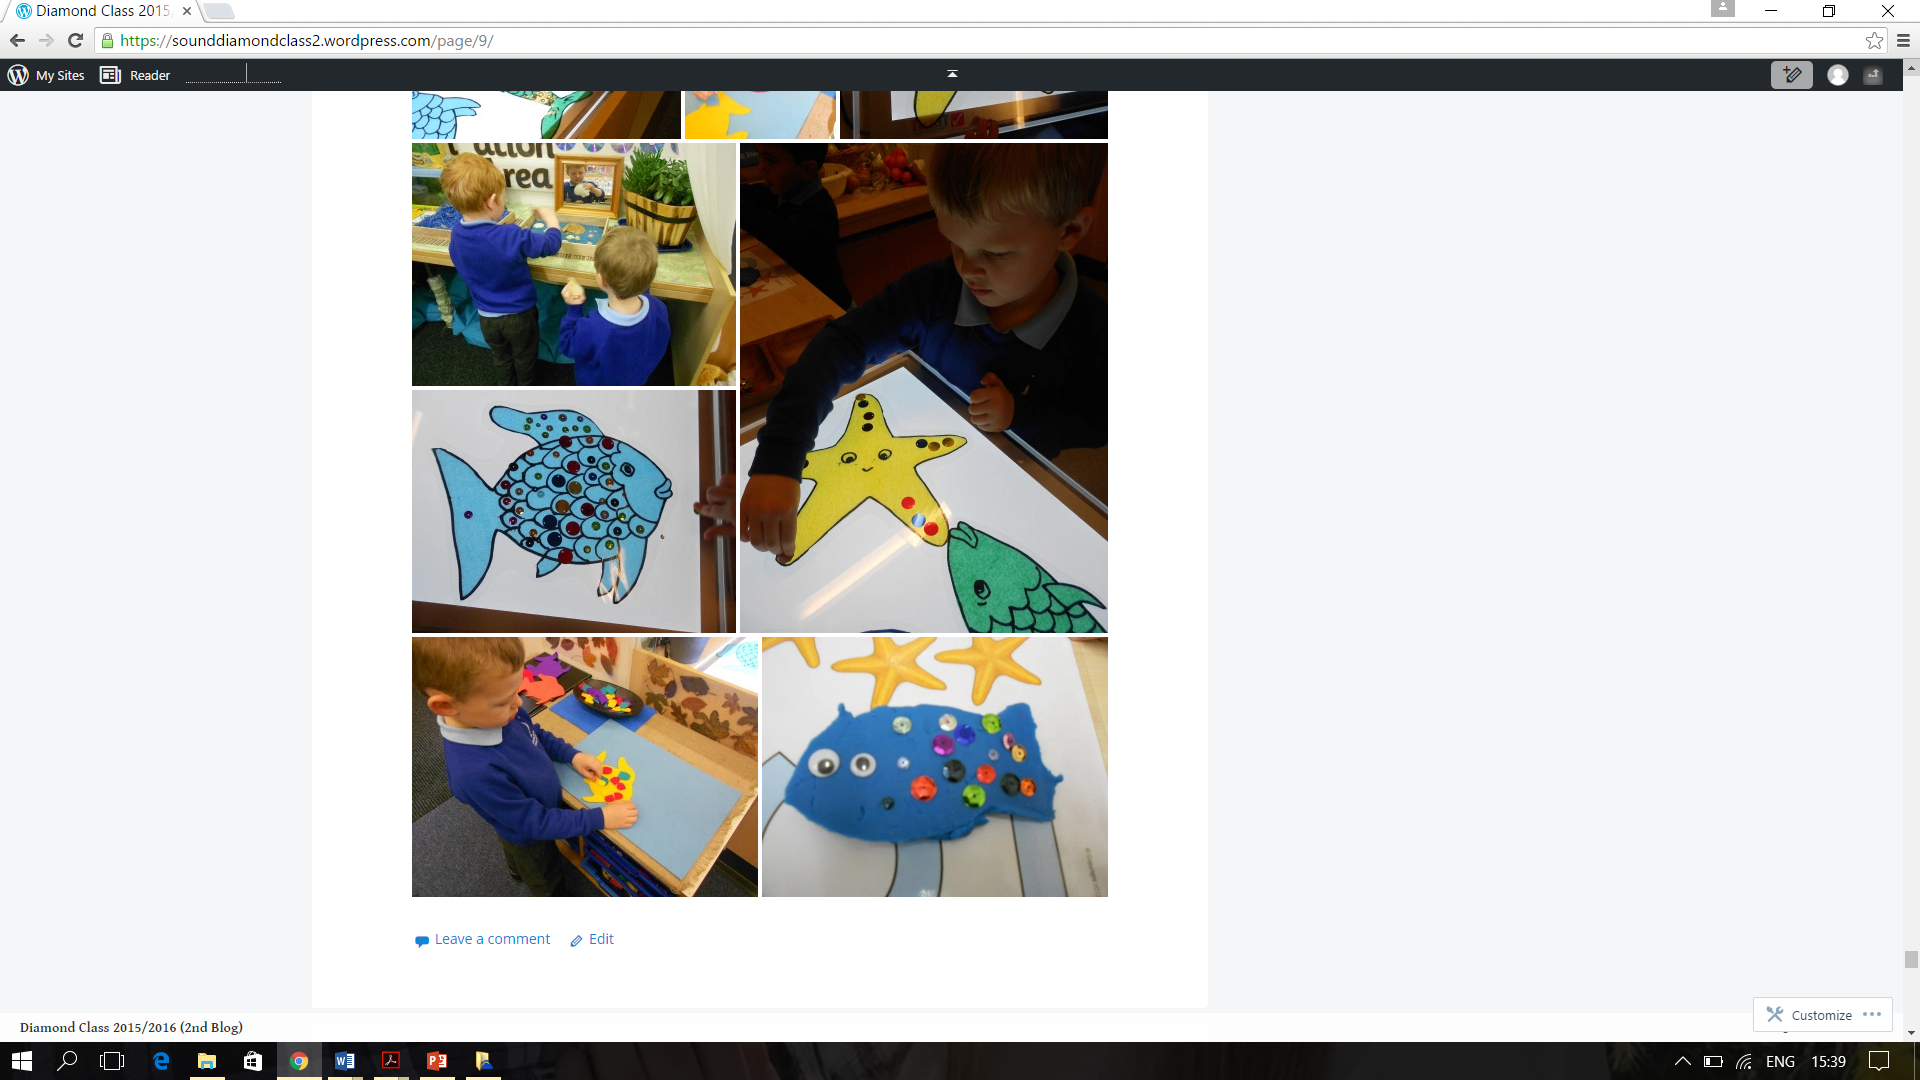 Diamond Class 2015
https://sounddiamondclass2.wordpress.com/page/9/
My Sites
Reader
rea
Leave a comment
Edit
Customize
Diamond Class 2015/2016 (2nd Blog)
ENG
15:39